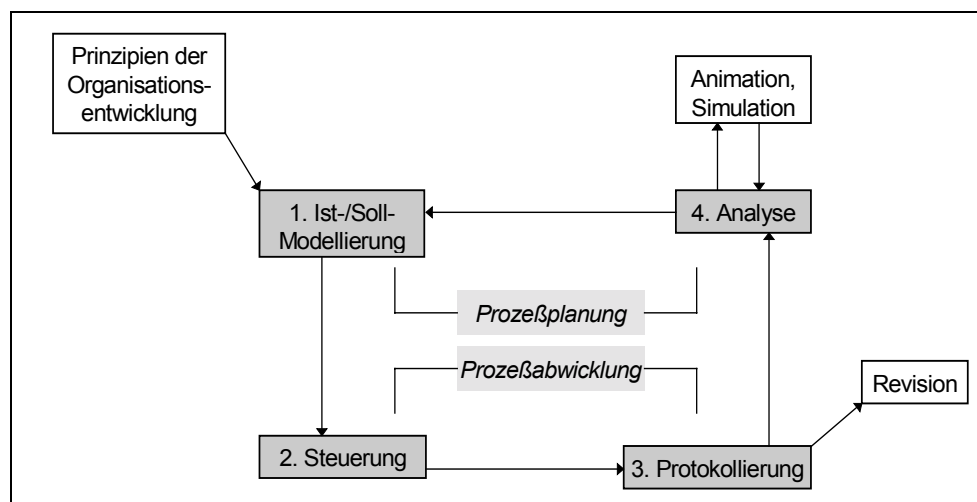 Prinzipien der
Organisations-
entwicklung
Animation,
Simulation
1. Ist-/Soll-
Modellierung
4. Analyse
Prozeßplanung
Prozeßabwicklung
Revision
2. Steuerung
3. Protokollierung